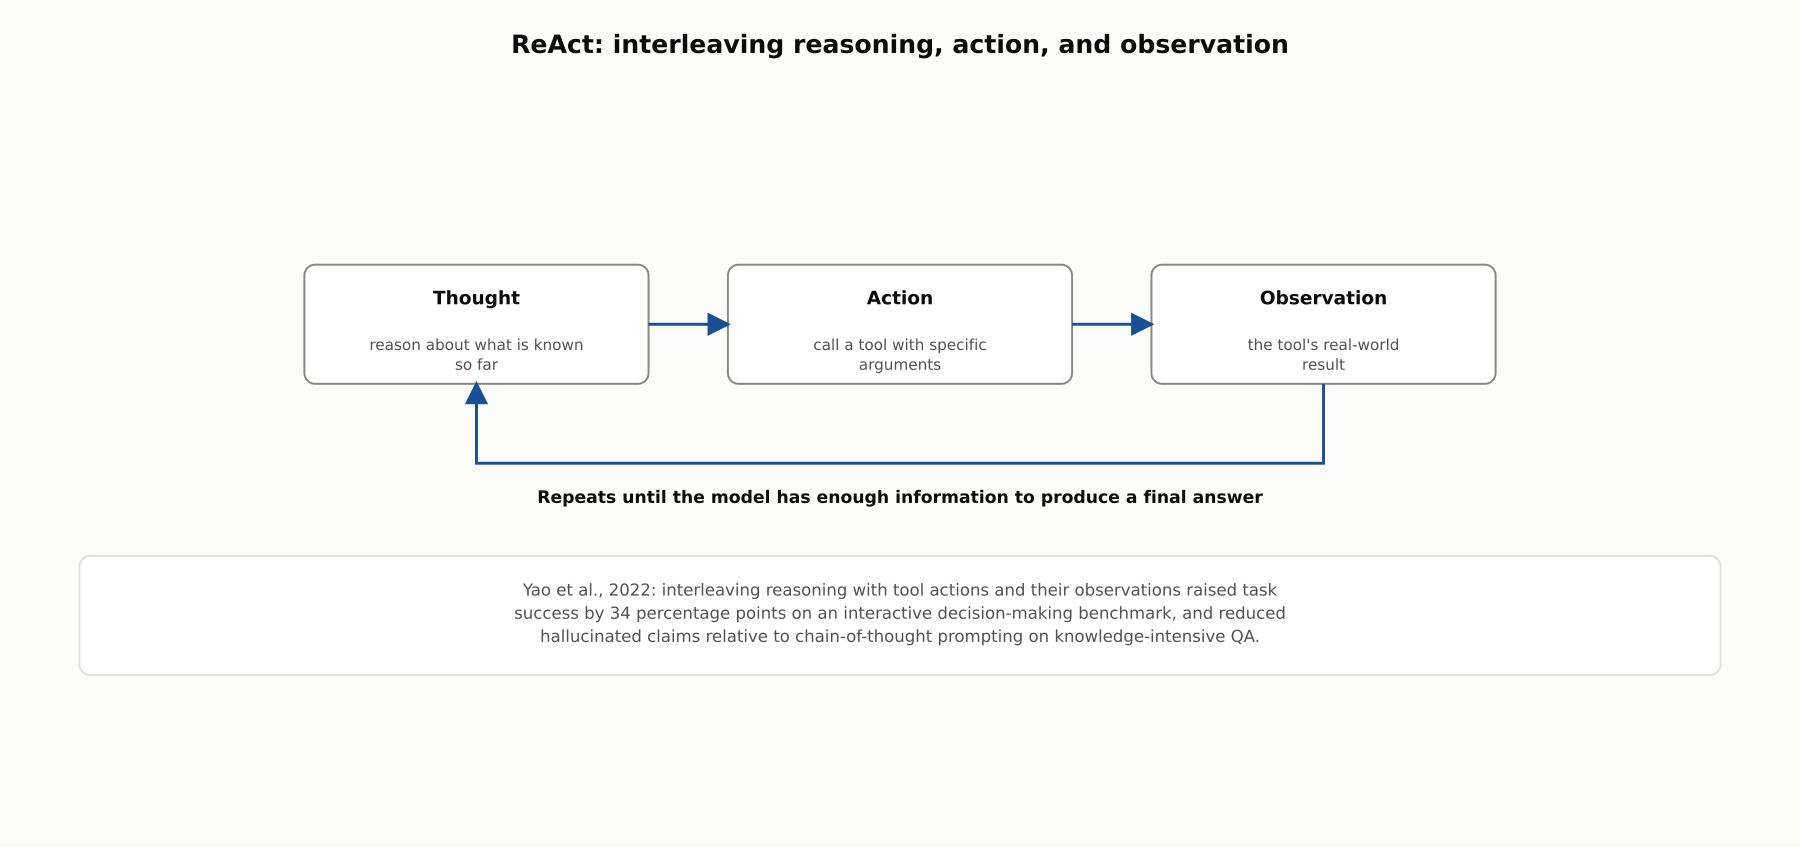 ReAct: interleaving reasoning, action, and observation
Thought
reason about what is known
so far
Action
call a tool with specific
arguments
Observation
the tool's real-world
result
Repeats until the model has enough information to produce a final answer
Yao et al., 2022: interleaving reasoning with tool actions and their observations raised task
success by 34 percentage points on an interactive decision-making benchmark, and reduced
hallucinated claims relative to chain-of-thought prompting on knowledge-intensive QA.